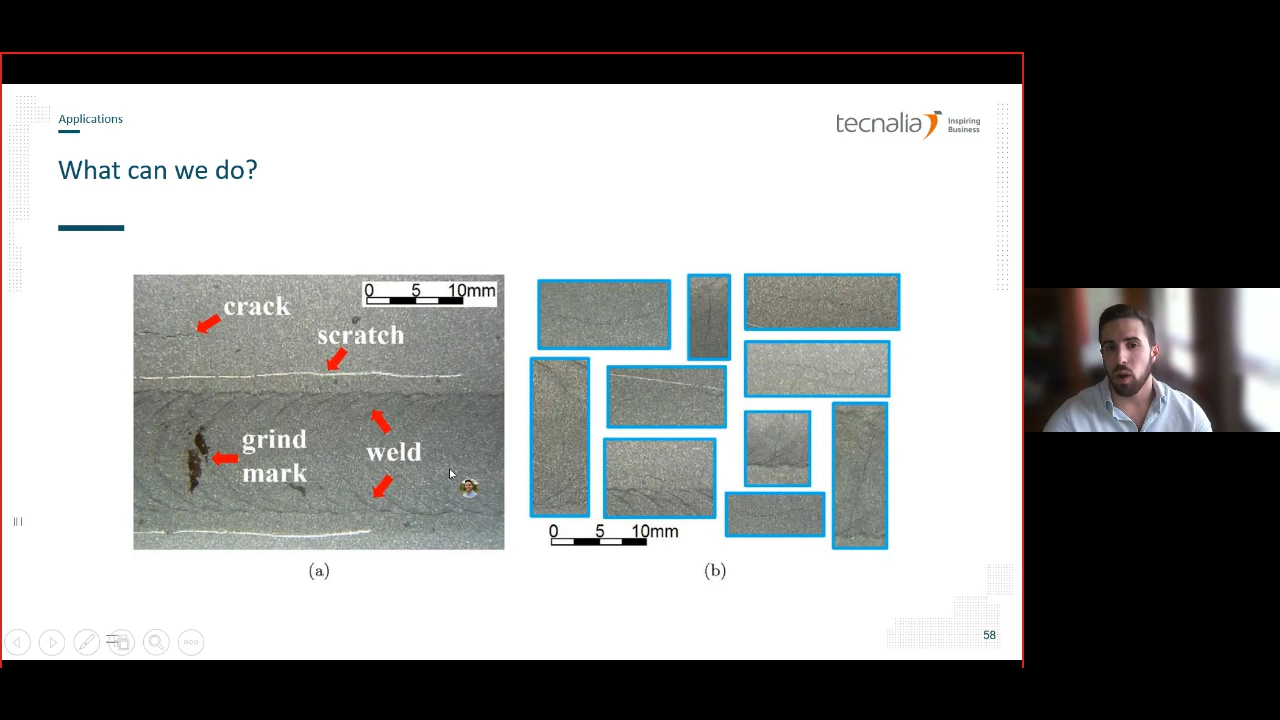 Applications
tecnalia Inspiring
Business
What can we do?
0 5 10mm
crack
scratch
grind
mark
weld
0 5 10mm
(a)
(b)
58